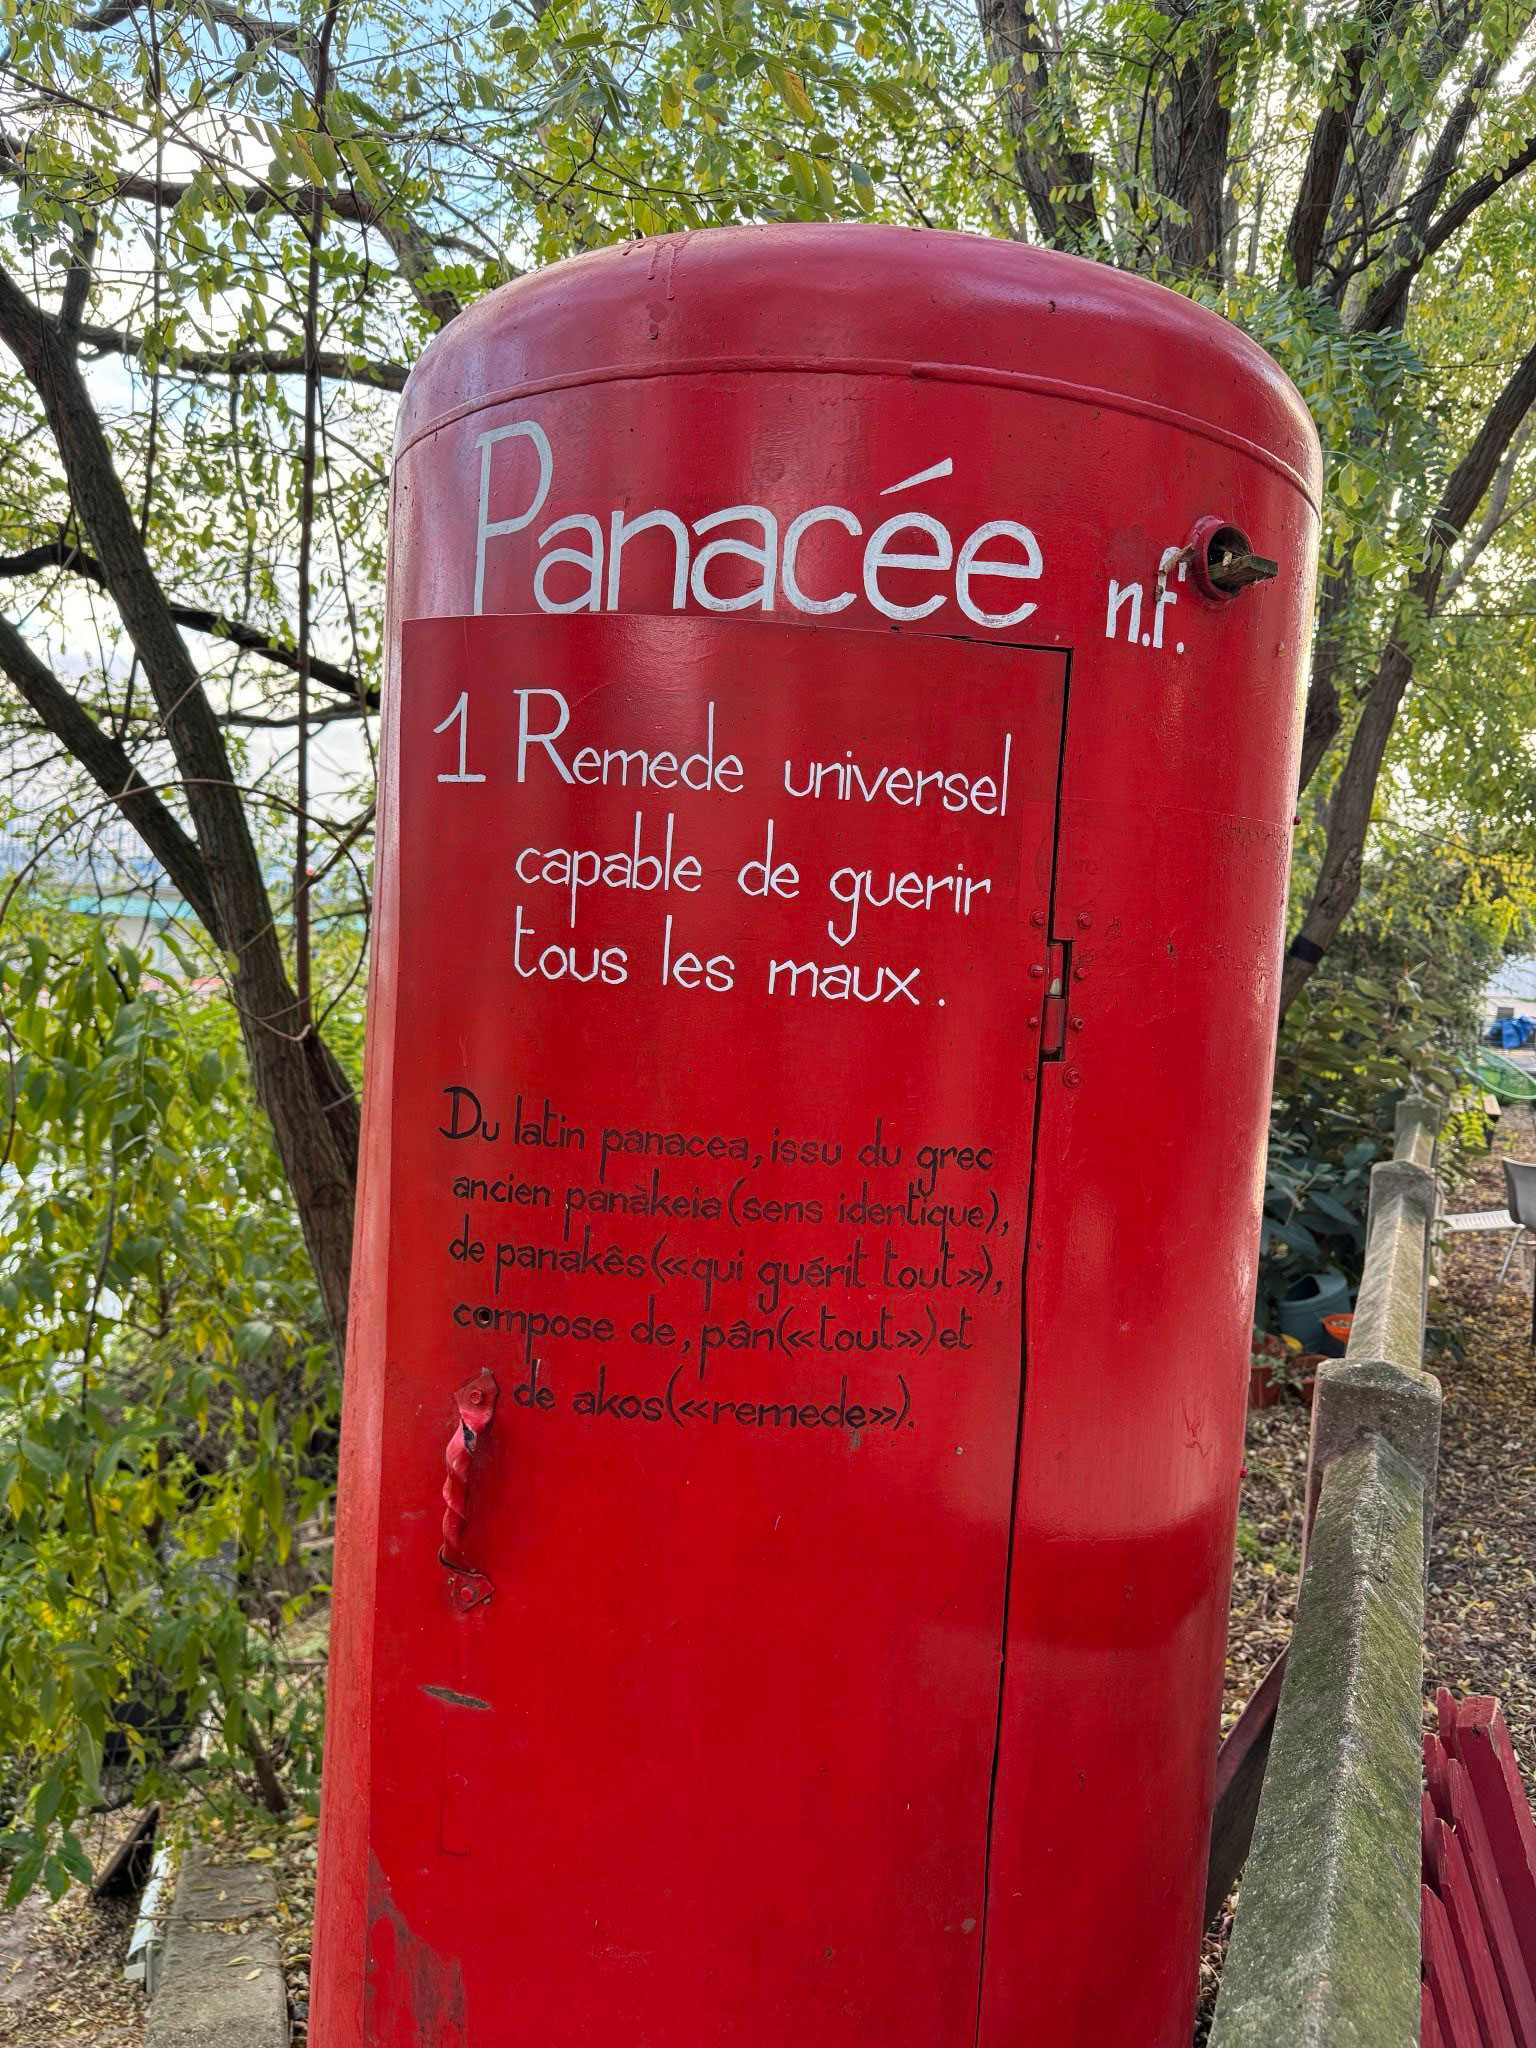 Panacée n.f.
1 Remede universel
capable de guerir
tous les maux.
Du latin panacea, issu du grec
ancien panàkeia (sens identique),
de panakês («qui guérit tout»),
compose de, pân («tout») et
de akos («remede»).